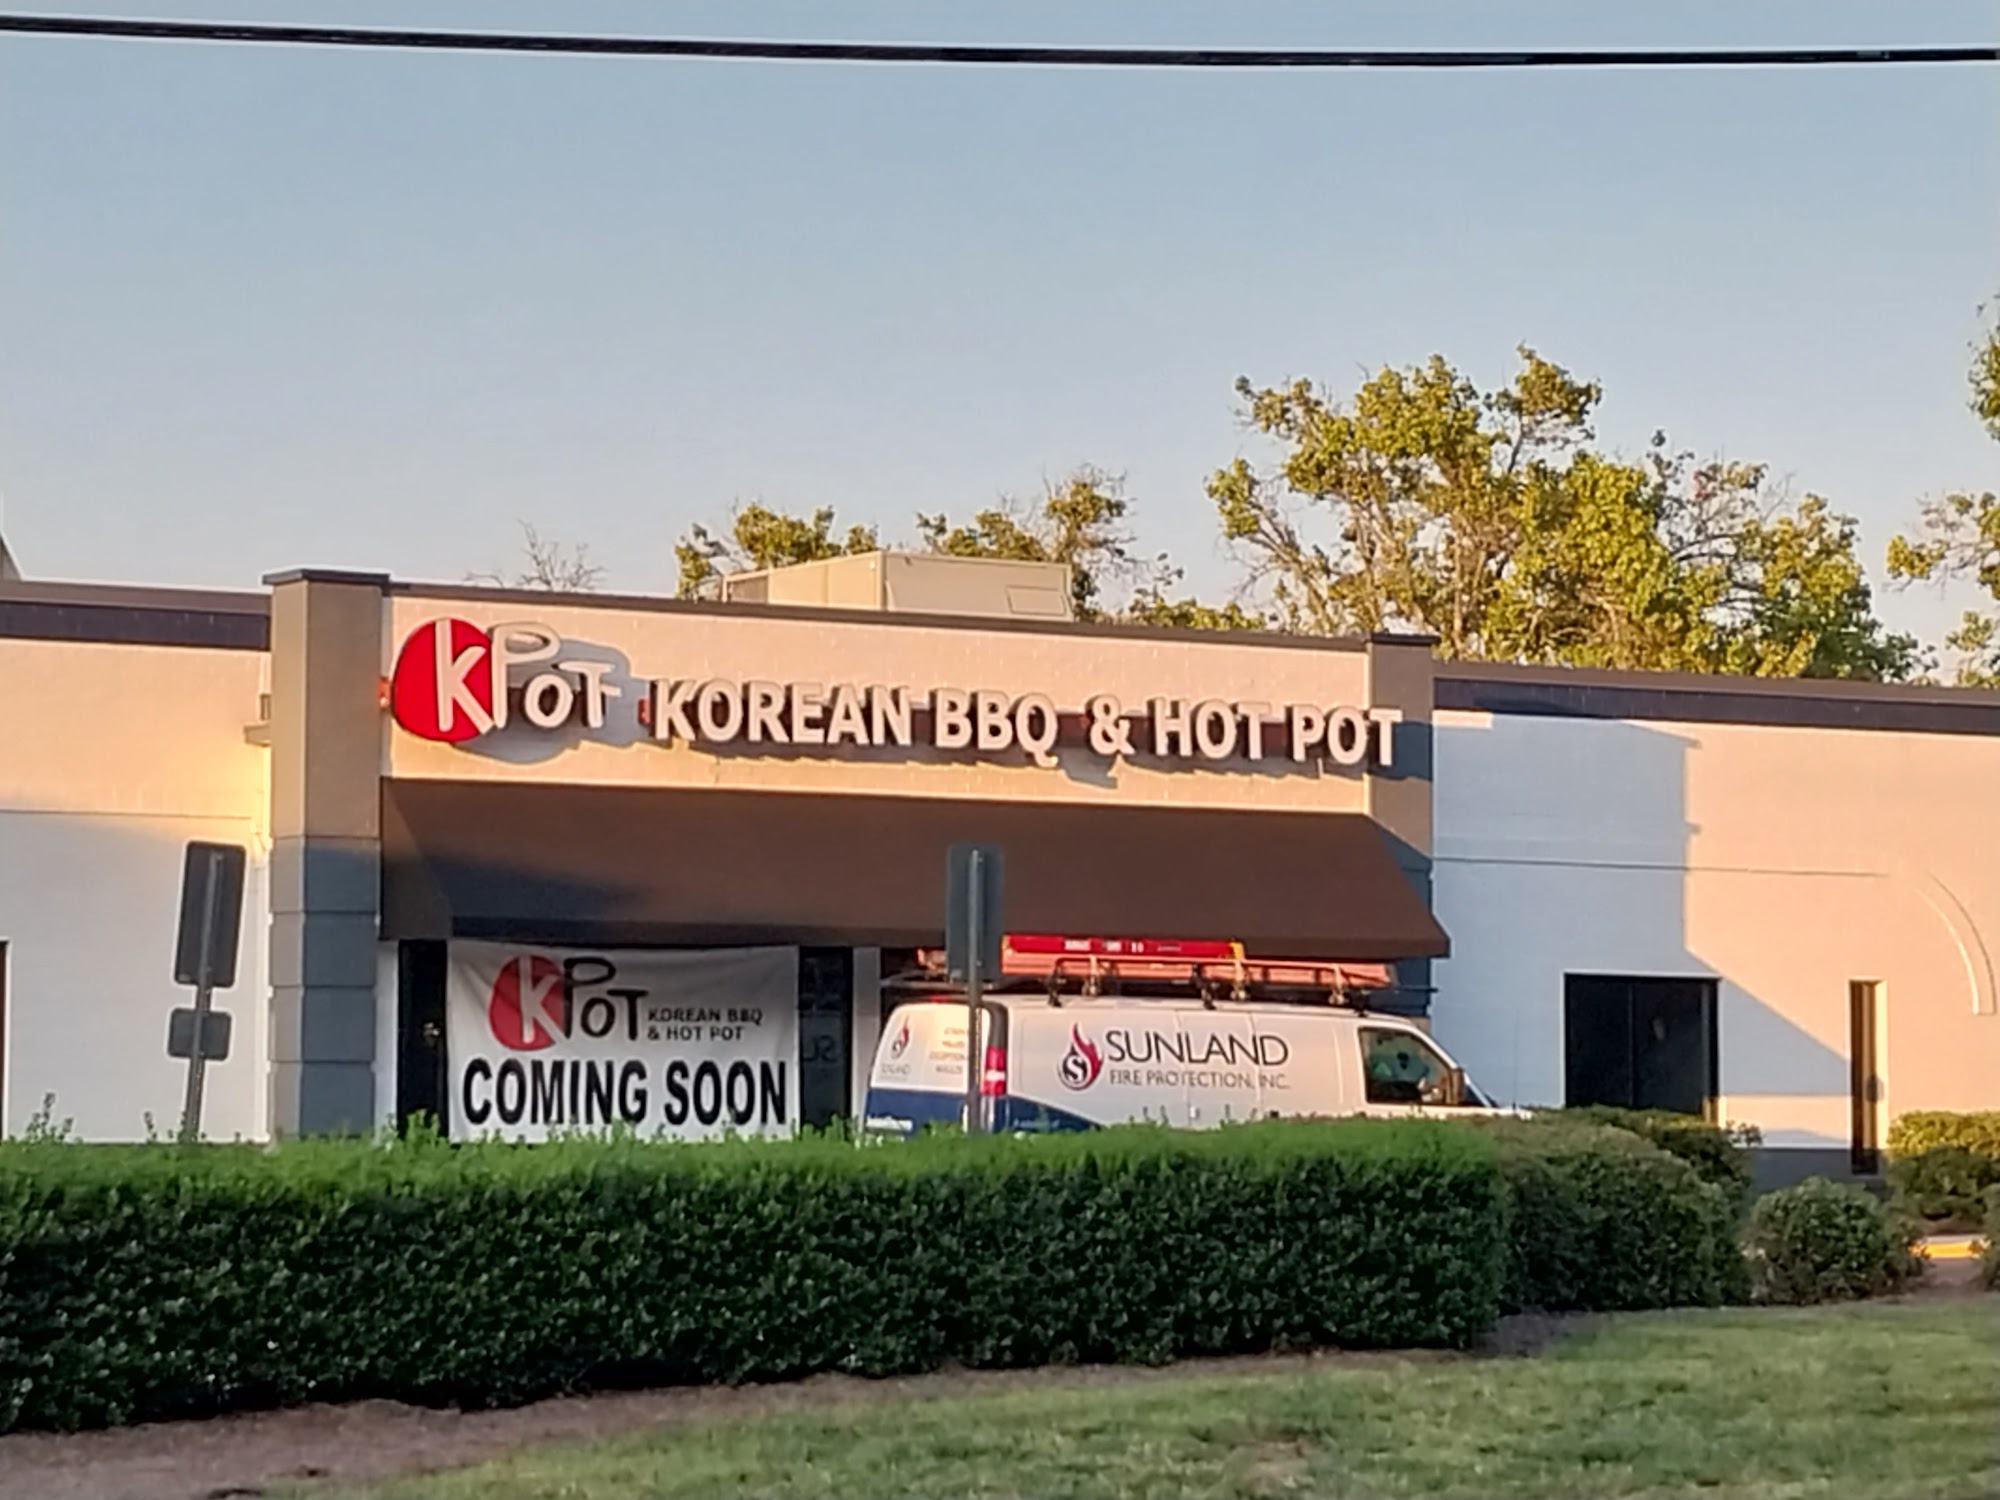 KPOT KOREAN BBQ & HOT POT
KPOT KOREAN BBQ
& HOT POT
COMING SOON
SUNLAND
FIRE PROTECTION, INC.